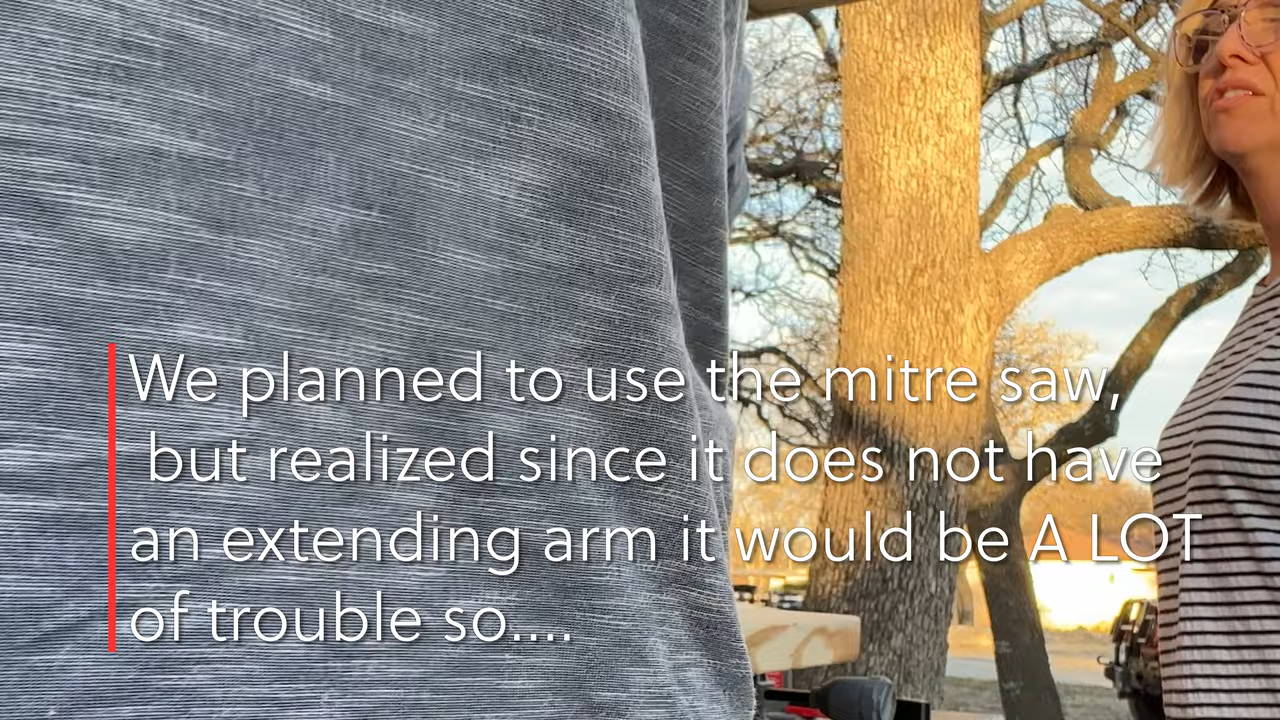 We planned to use the mitre saw,
but realized since it does not have
an extending arm it would be A LOT
of trouble so....